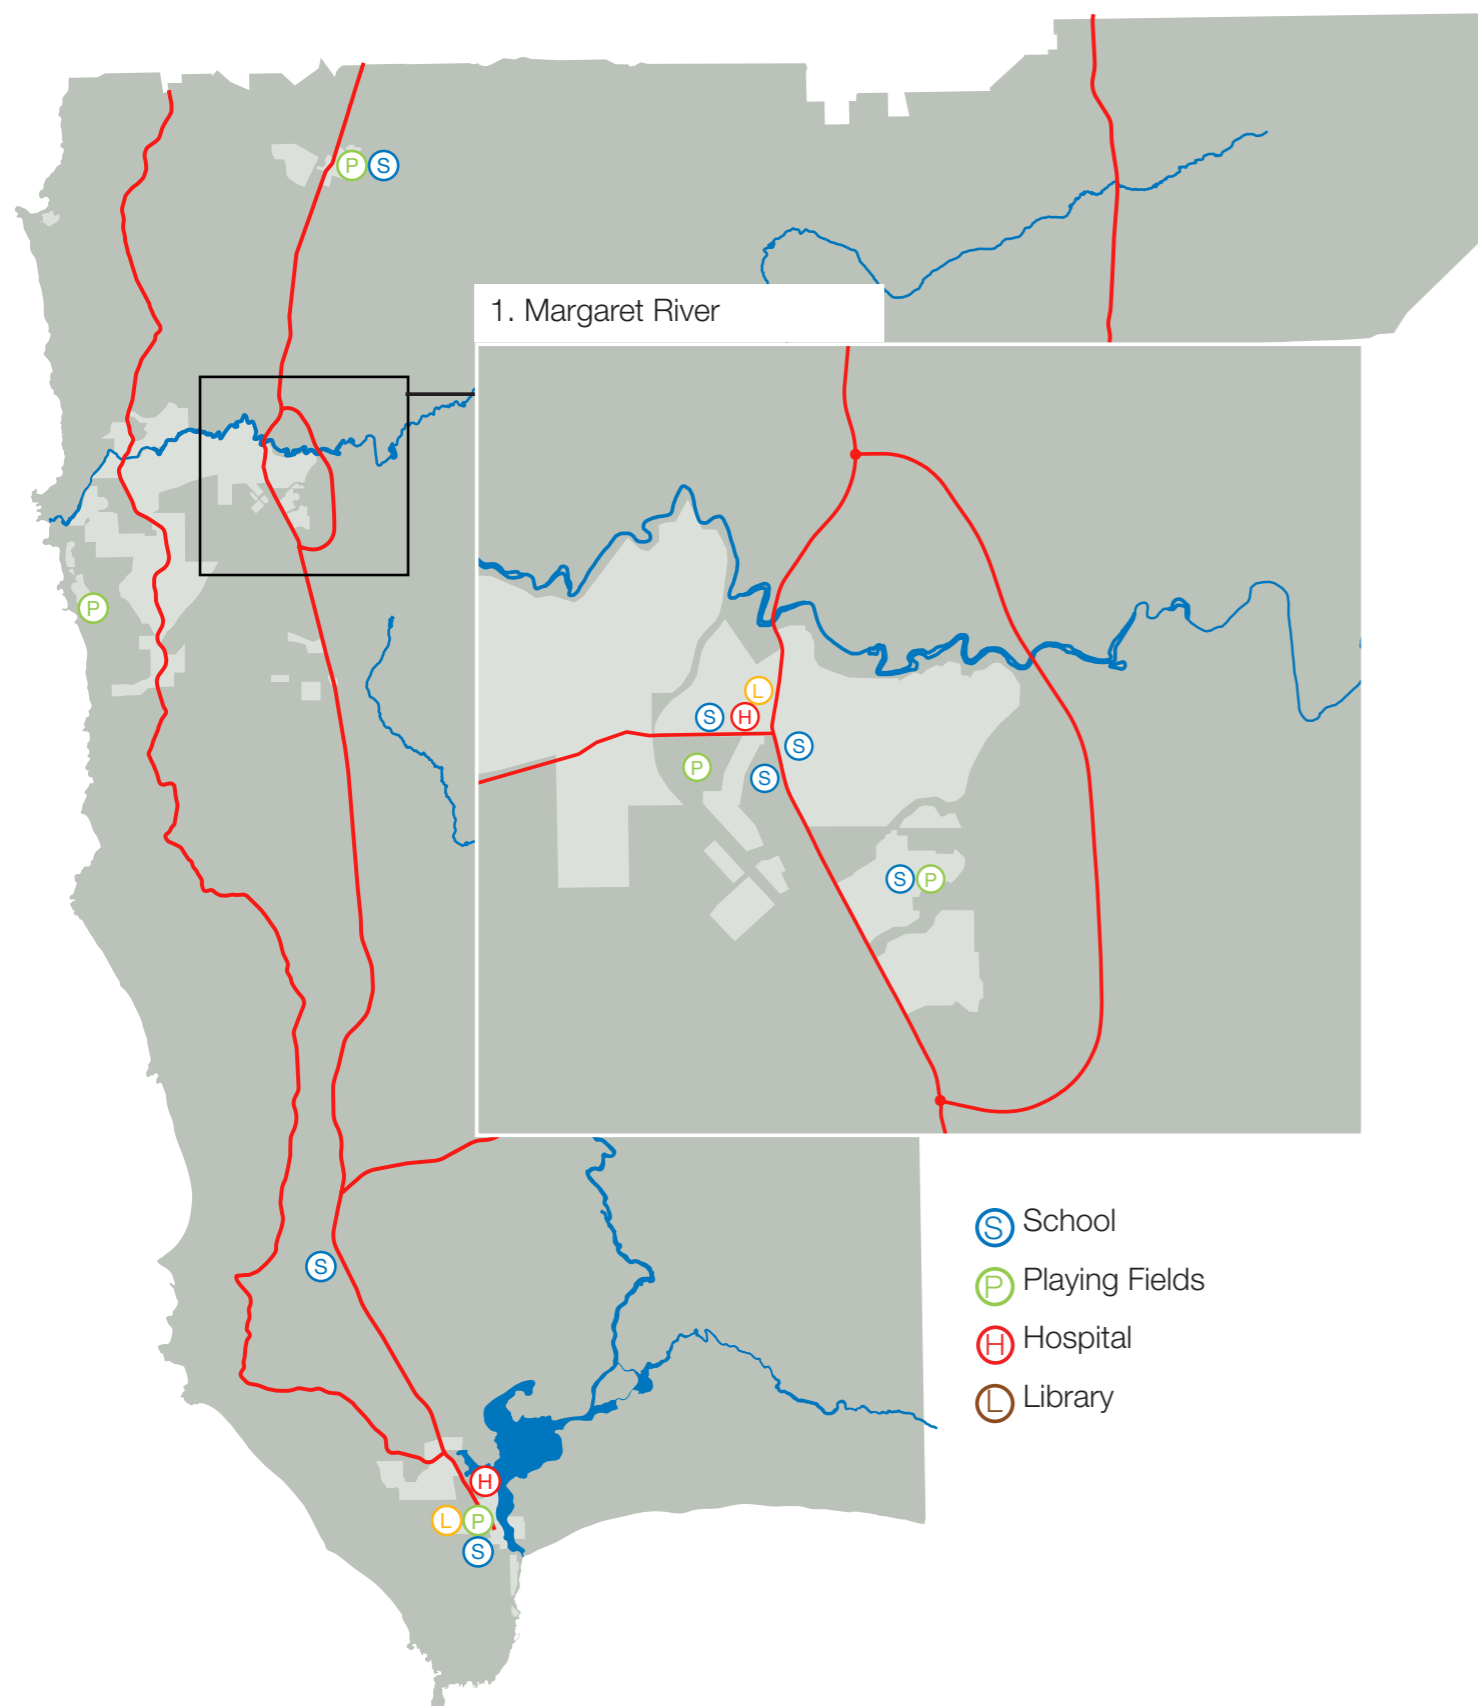 P S
1. Margaret River
P
L
S H
S
P
S
S P
S
S School
P Playing Fields
H Hospital
L Library
H
L P
S